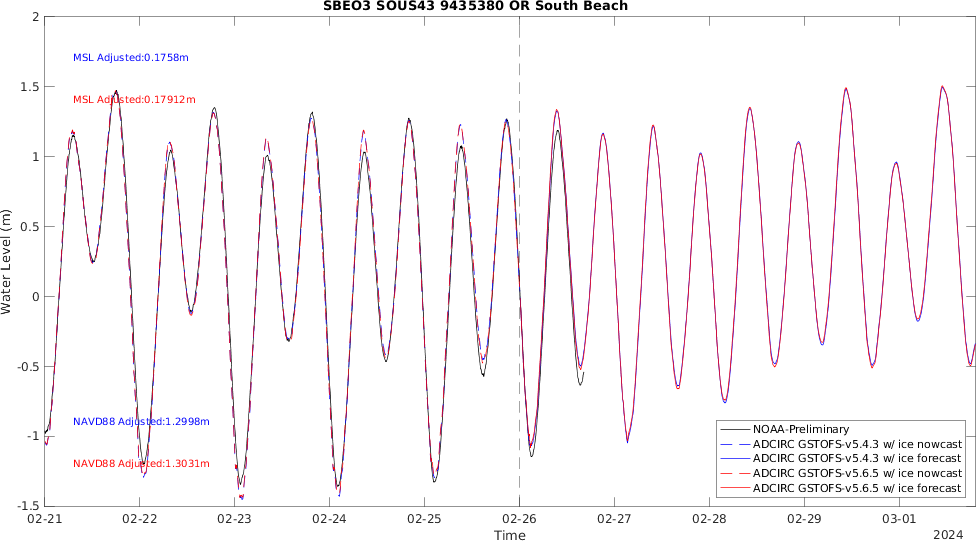 SBEO3 SOUS43 9435380 OR South Beach
MSL Adjusted:0.1758m
MSL Adjusted:0.17912m
NAVD88 Adjusted:1.2998m
NAVD88 Adjusted:1.3031m
Water Level (m)
2
1.5
1
0.5
0
-0.5
-1
-1.5
NOAA-Preliminary
ADCIRC GSTOFS-v5.4.3 w/ ice nowcast
ADCIRC GSTOFS-v5.4.3 w/ ice forecast
ADCIRC GSTOFS-v5.6.5 w/ ice nowcast
ADCIRC GSTOFS-v5.6.5 w/ ice forecast
02-21 02-22 02-23 02-24 02-25 02-26 02-27 02-28 02-29 03-01
Time
2024